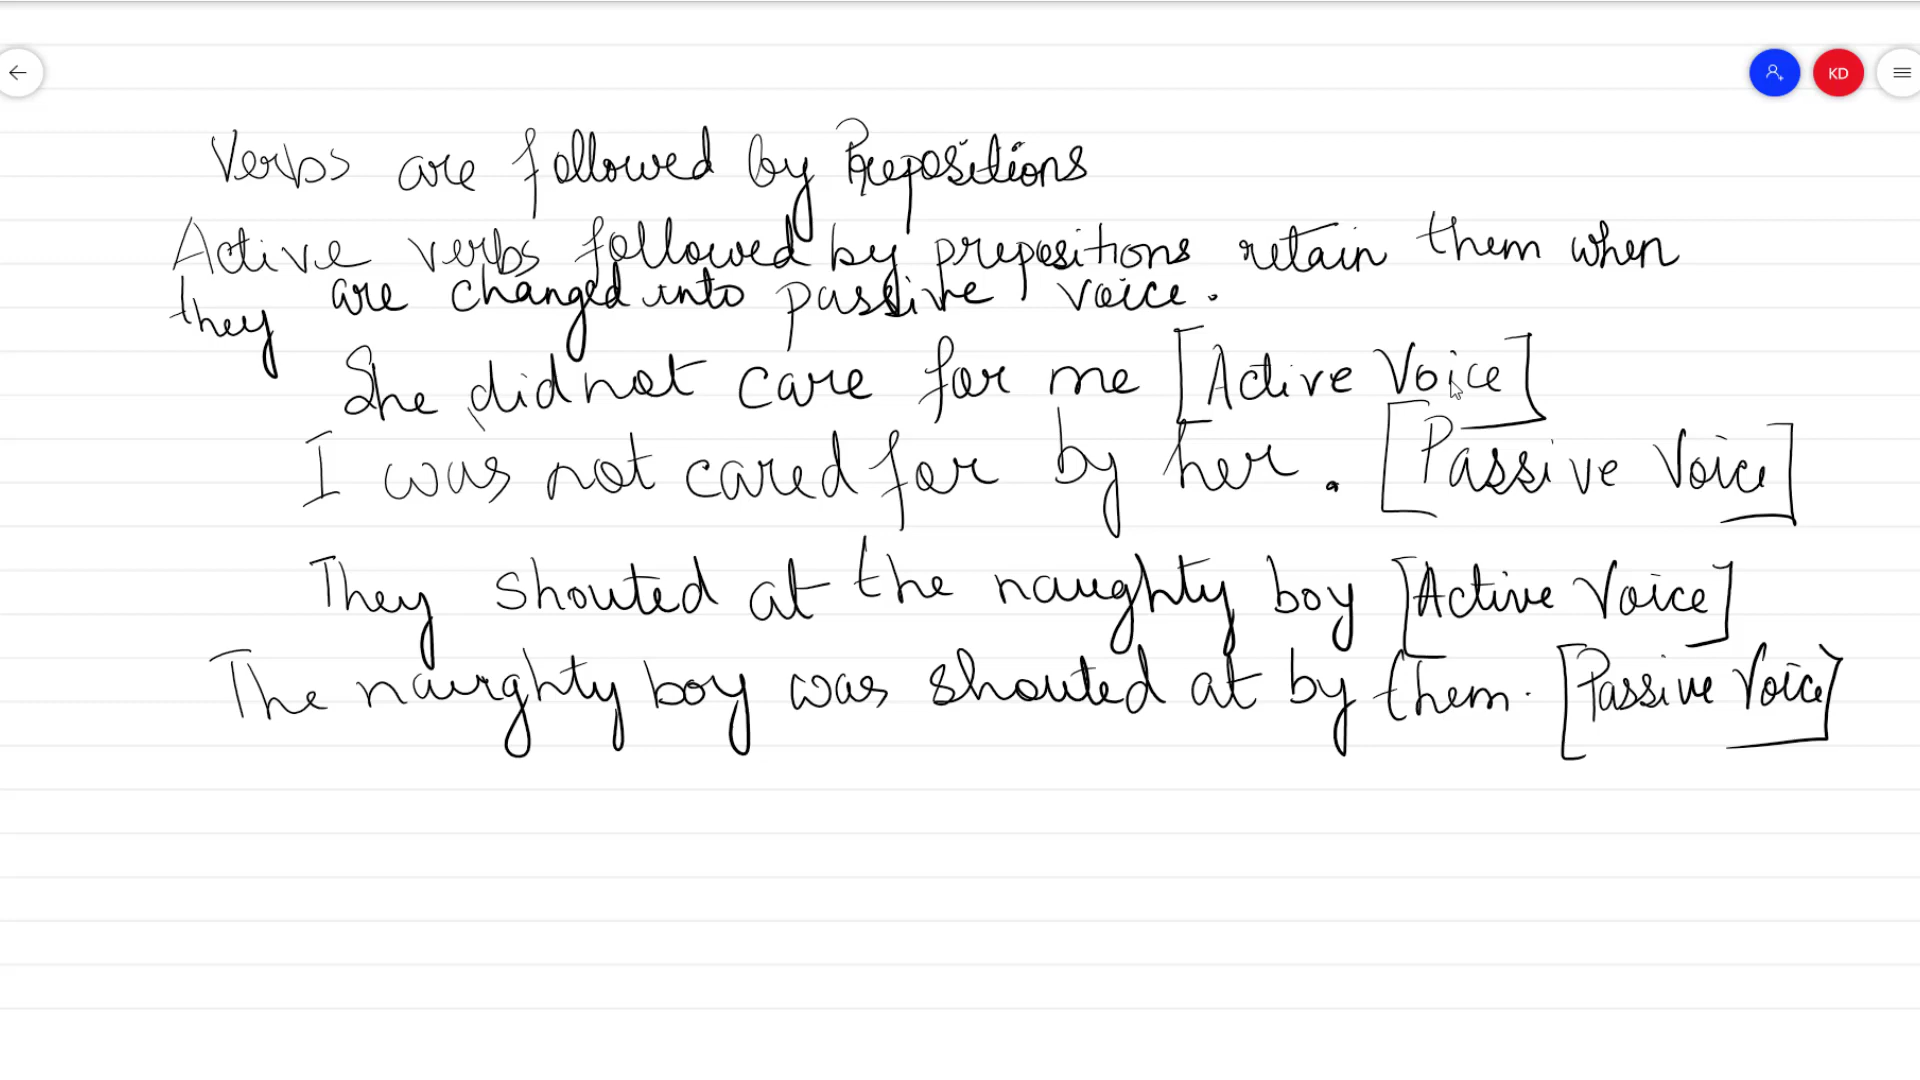 KD
Verbs are followed by Prepositions
Active verbs followed by prepositions retain them when
they are changed into passive voice.
She did not care for me [Active Voice]
I was not cared for by her. [Passive Voice]
They shouted at the naughty boy [Active Voice]
The naughty boy was shouted at by them. [Passive Voice]